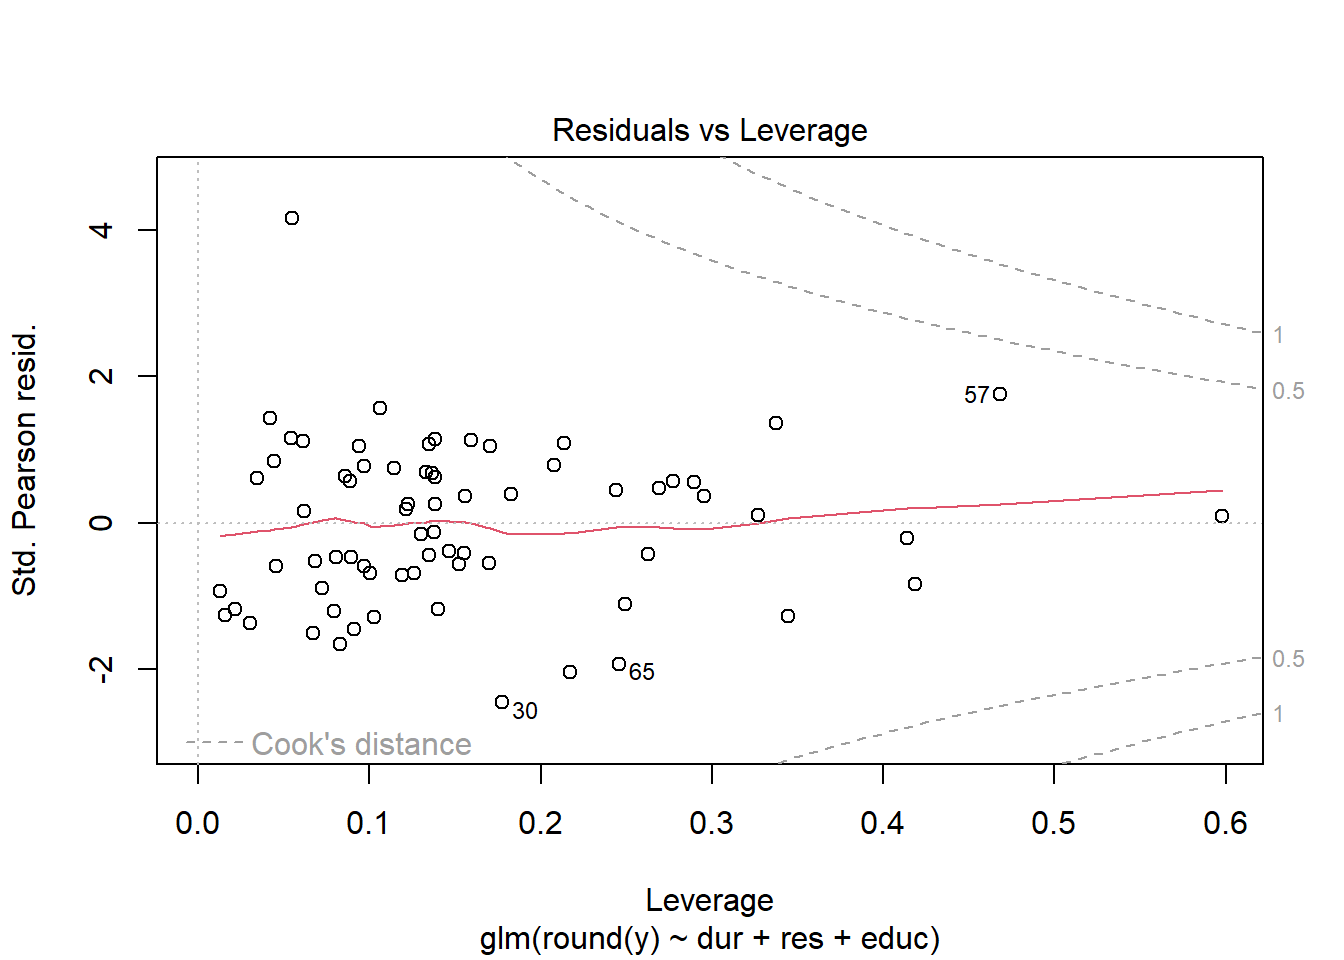 Residuals vs Leverage
Std. Pearson resid.
4
2
0
-2
1
0.5
0.5
1
57
65
30
Cook's distance
0.0 0.1 0.2 0.3 0.4 0.5 0.6
Leverage
glm(round(y) ~ dur + res + educ)